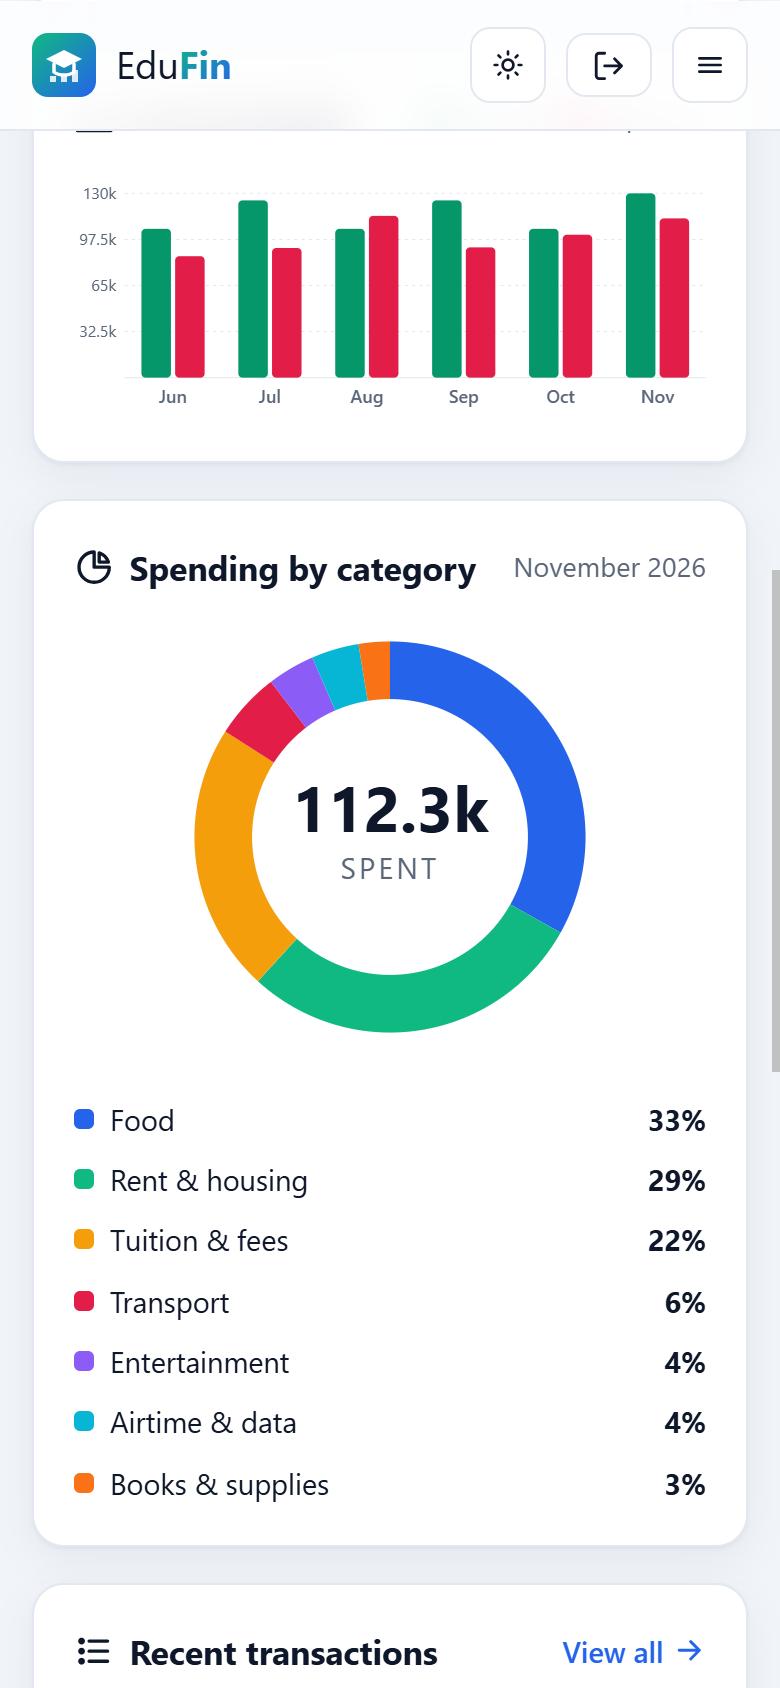 EduFin
130k
97.5k
65k
32.5k
Jun Jul Aug Sep Oct Nov
Spending by category November 2026
112.3k
SPENT
Food 33%
Rent & housing 29%
Tuition & fees 22%
Transport 6%
Entertainment 4%
Airtime & data 4%
Books & supplies 3%
Recent transactions View all →